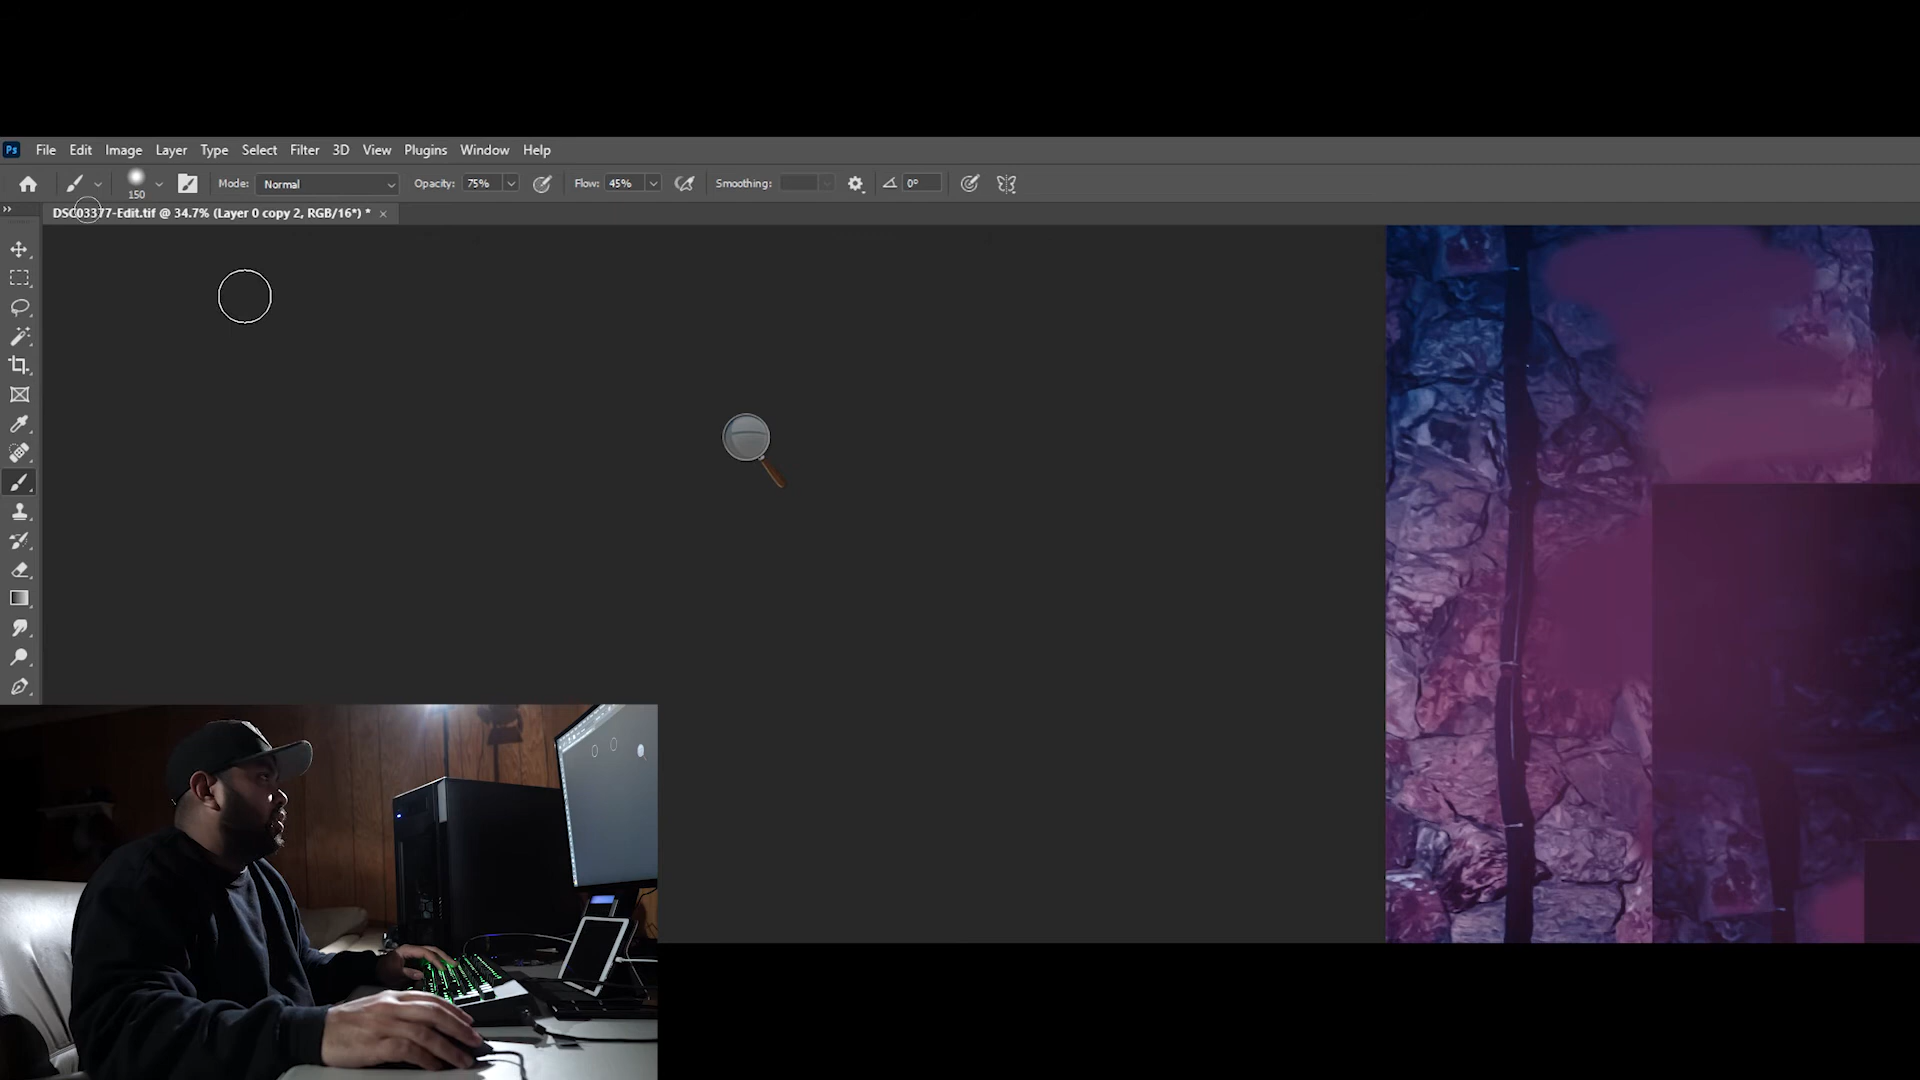 Ps File Edit Image Layer Type Select Filter 3D View Plugins Window Help
150 Mode: Normal Opacity: 75% Flow: 45% Smoothing: 0°
DSC03377-Edit.tif @ 34.7% (Layer 0 copy 2, RGB/16*) * ×